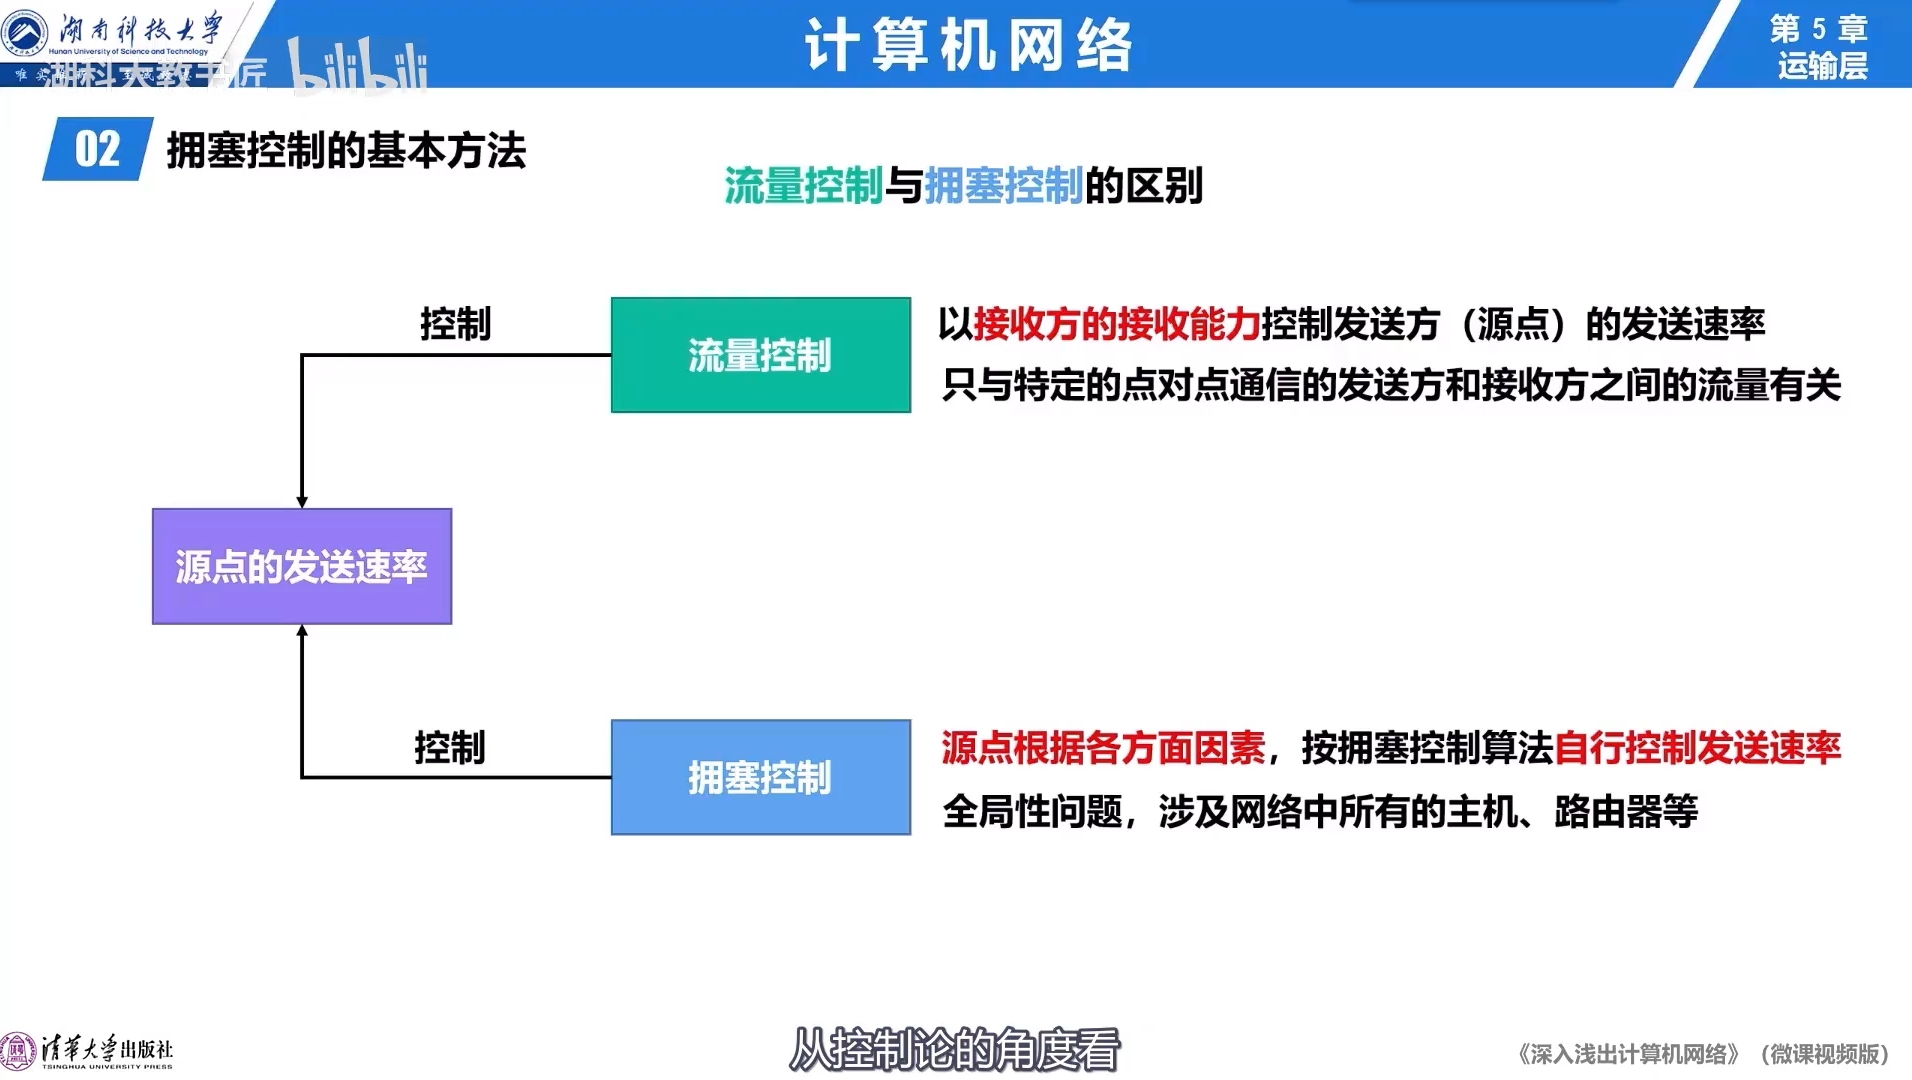 湖南科技大学
Hunan University of Science and Technology
湖科大教书匠 bilibili
计算机网络
第 5 章
运输层
02 拥塞控制的基本方法
流量控制与拥塞控制的区别
控制
流量控制
以接收方的接收能力控制发送方（源点）的发送速率
只与特定的点对点通信的发送方和接收方之间的流量有关
源点的发送速率
控制
拥塞控制
源点根据各方面因素，按拥塞控制算法自行控制发送速率
全局性问题，涉及网络中所有的主机、路由器等
从控制论的角度看
清华大学出版社
TSINGHUA UNIVERSITY PRESS
《深入浅出计算机网络》（微课视频版）